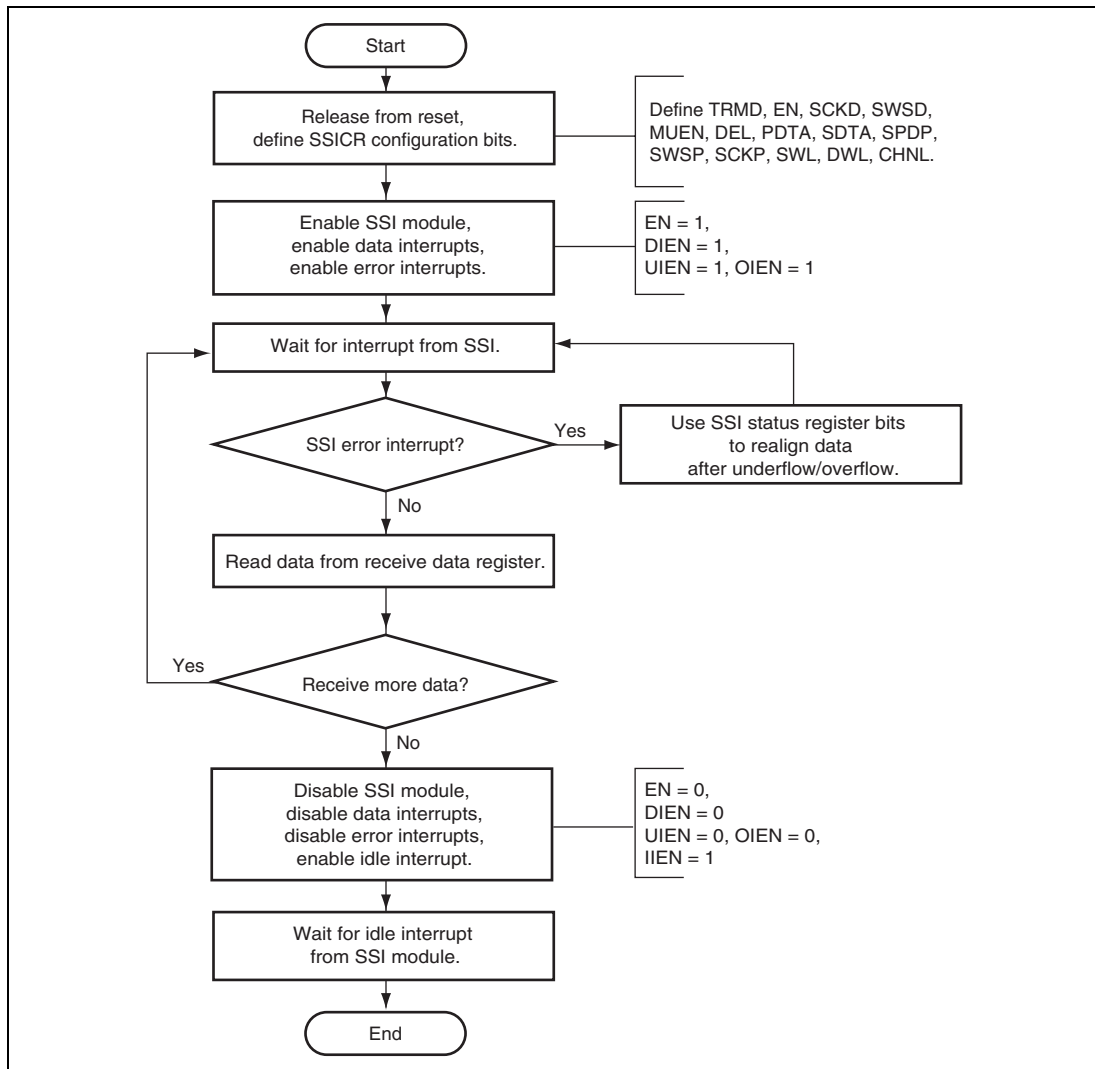 Start
Release from reset,
define SSICR configuration bits.
Define TRMD, EN, SCKD, SWSD,
MUEN, DEL, PDTA, SDTA, SPDP,
SWSP, SCKP, SWL, DWL, CHNL.
Enable SSI module,
enable data interrupts,
enable error interrupts.
EN = 1,
DIEN = 1,
UIEN = 1, OIEN = 1
Wait for interrupt from SSI.
SSI error interrupt?
Yes
Use SSI status register bits
to realign data
after underflow/overflow.
No
Read data from receive data register.
Yes
Receive more data?
No
Disable SSI module,
disable data interrupts,
disable error interrupts,
enable idle interrupt.
EN = 0,
DIEN = 0
UIEN = 0, OIEN = 0,
IIEN = 1
Wait for idle interrupt
from SSI module.
End